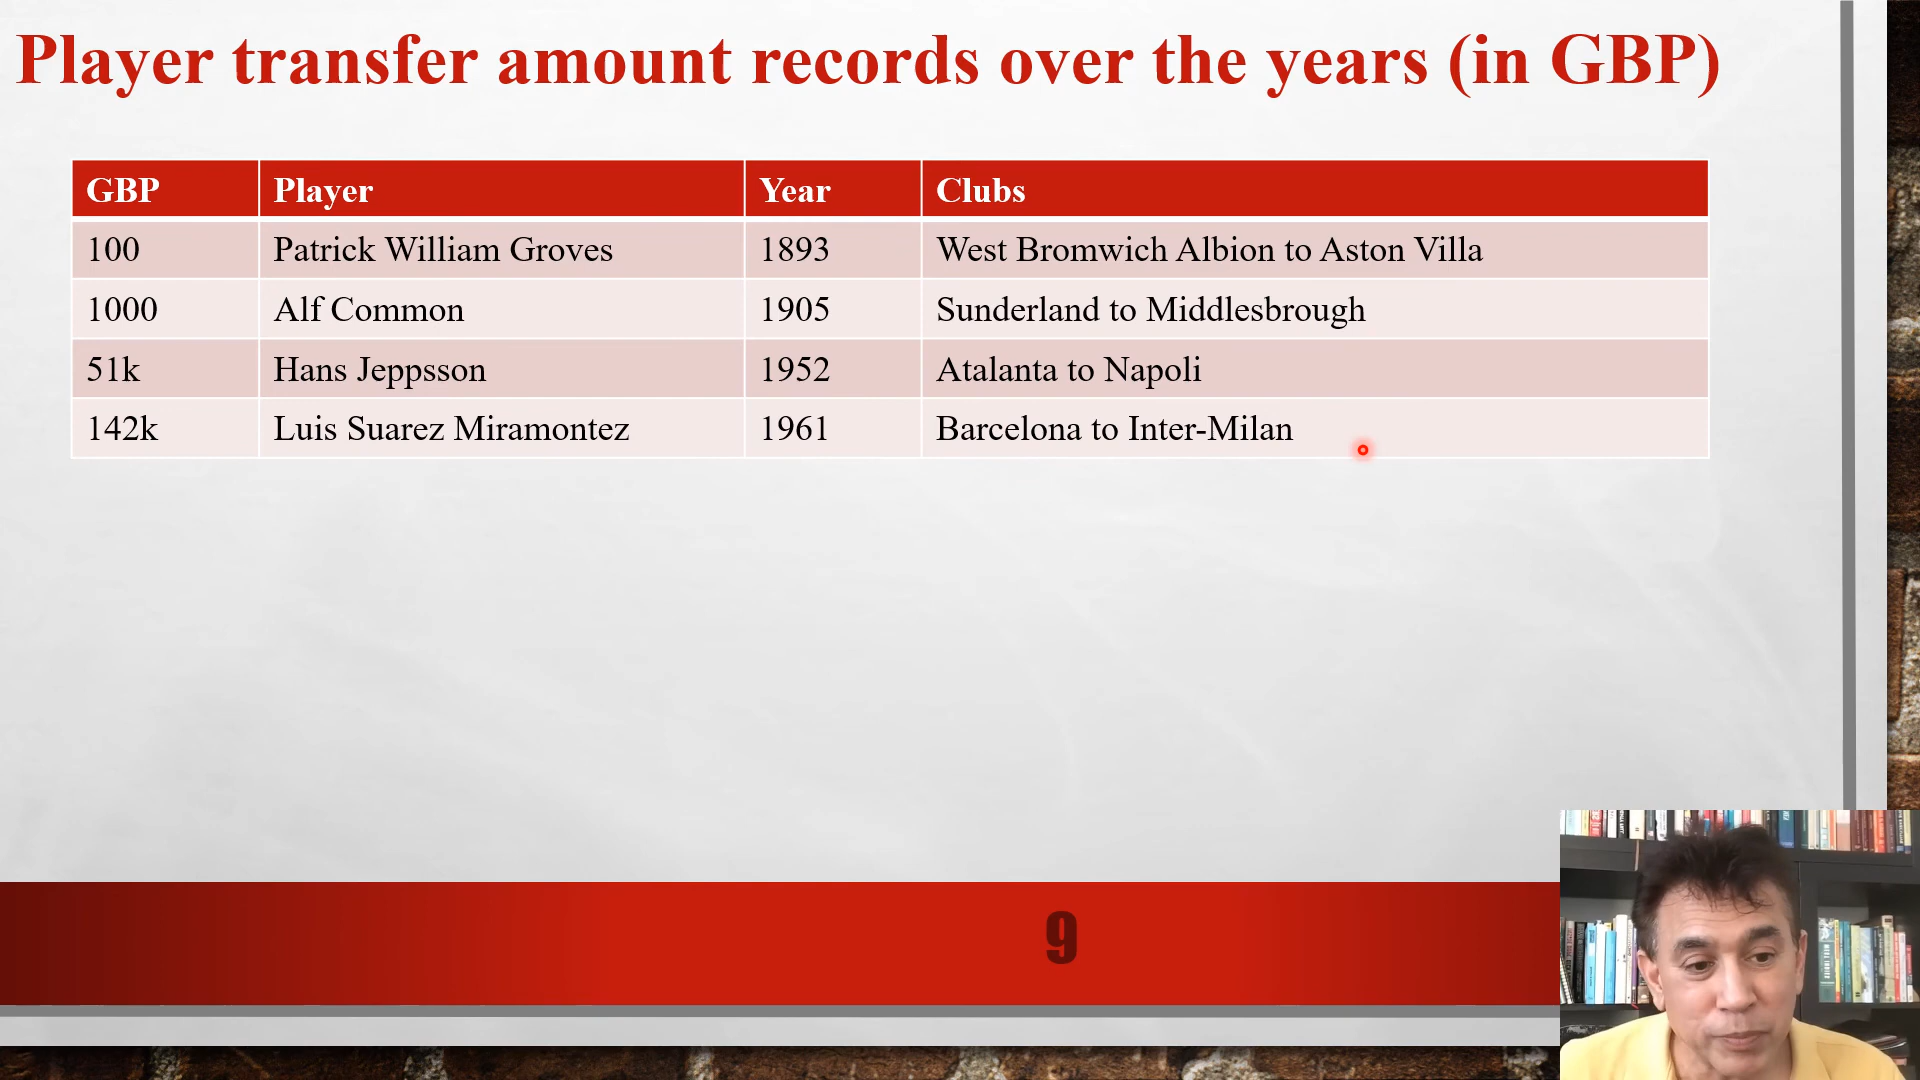 Player transfer amount records over the years (in GBP)
GBP Player Year Clubs
100 Patrick William Groves 1893 West Bromwich Albion to Aston Villa
1000 Alf Common 1905 Sunderland to Middlesbrough
51k Hans Jeppsson 1952 Atalanta to Napoli
142k Luis Suarez Miramontez 1961 Barcelona to Inter-Milan
9